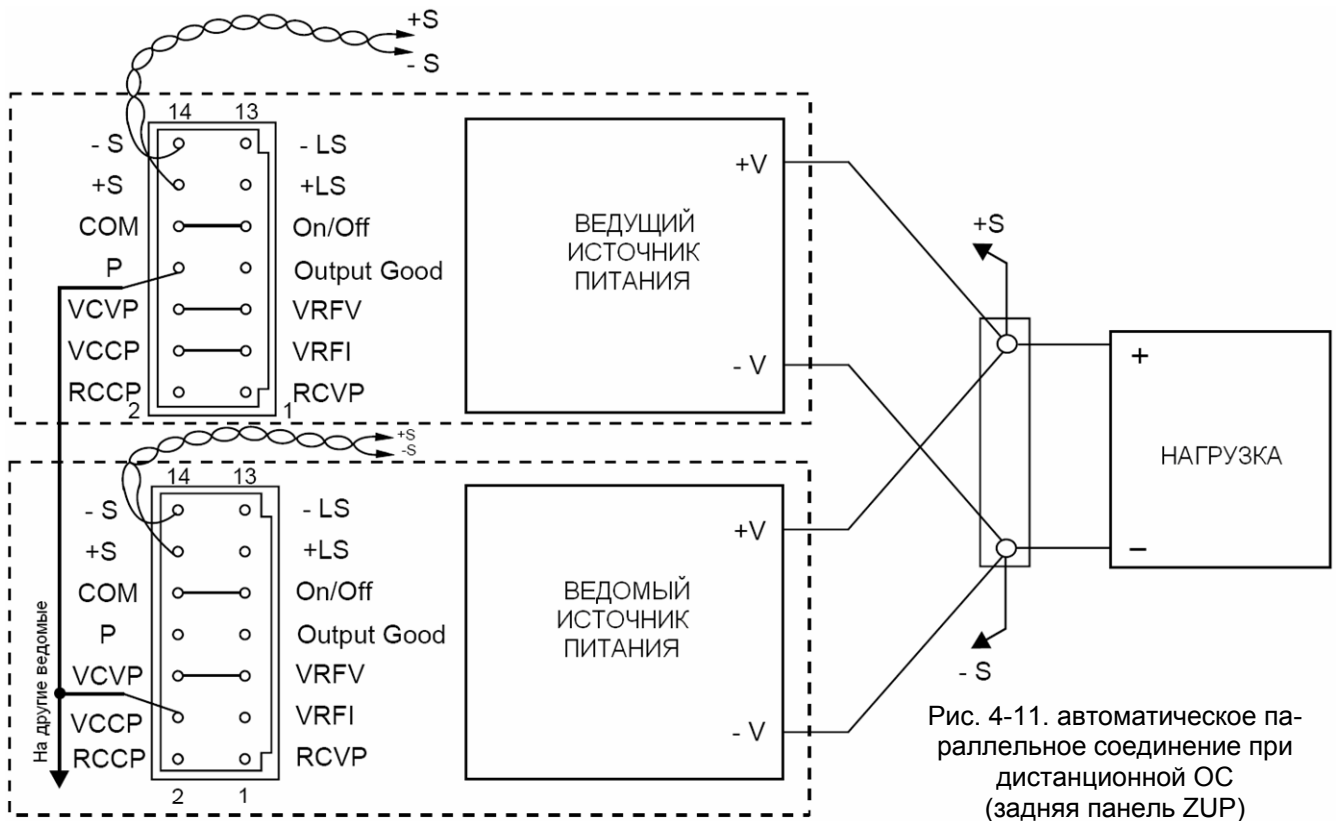 +S
- S
14 13
- S - LS
+S +LS
COM On/Off
P Output Good
VCVP VRFV
VCCP VRFI
RCCP RCVP
2 1
ВЕДУЩИЙ
ИСТОЧНИК
ПИТАНИЯ
+V
- V
+S
-S
14 13
- S - LS
+S +LS
COM On/Off
P Output Good
VCVP VRFV
VCCP VRFI
RCCP RCVP
2 1
На другие ведомые
ВЕДОМЫЙ
ИСТОЧНИК
ПИТАНИЯ
+V
- V
+S
- S
+
НАГРУЗКА
–
Рис. 4-11. автоматическое па-
раллельное соединение при
дистанционной ОС
(задняя панель ZUP)